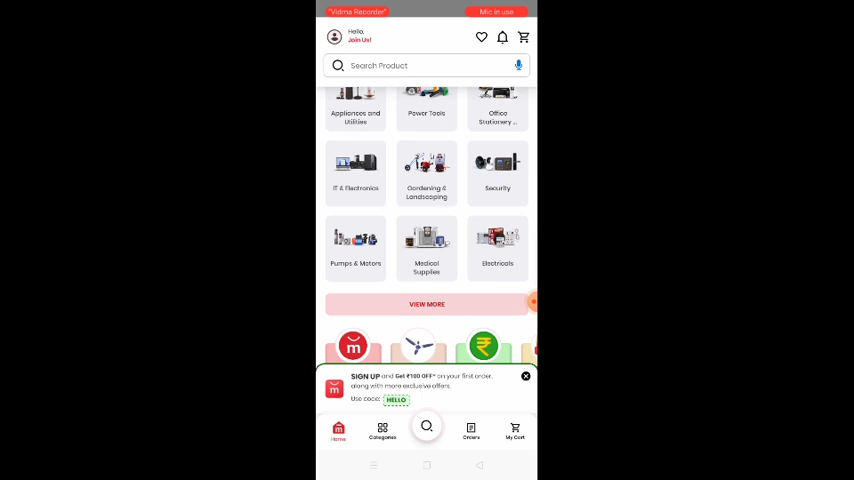 "Vidma Recorder"
Mic in use
Hello,
Join Us!
Search Product
Appliances and
Utilities
Power Tools
Office
Stationery ...
IT & Electronics
Gardening &
Landscaping
Security
Pumps & Motors
Medical
Supplies
Electricals
VIEW MORE
m
₹
m
SIGN UP and Get ₹100 OFF* on your first order,
along with more exclusive offers.
Use code: HELLO
m
Home
Categories
Orders
My Cart